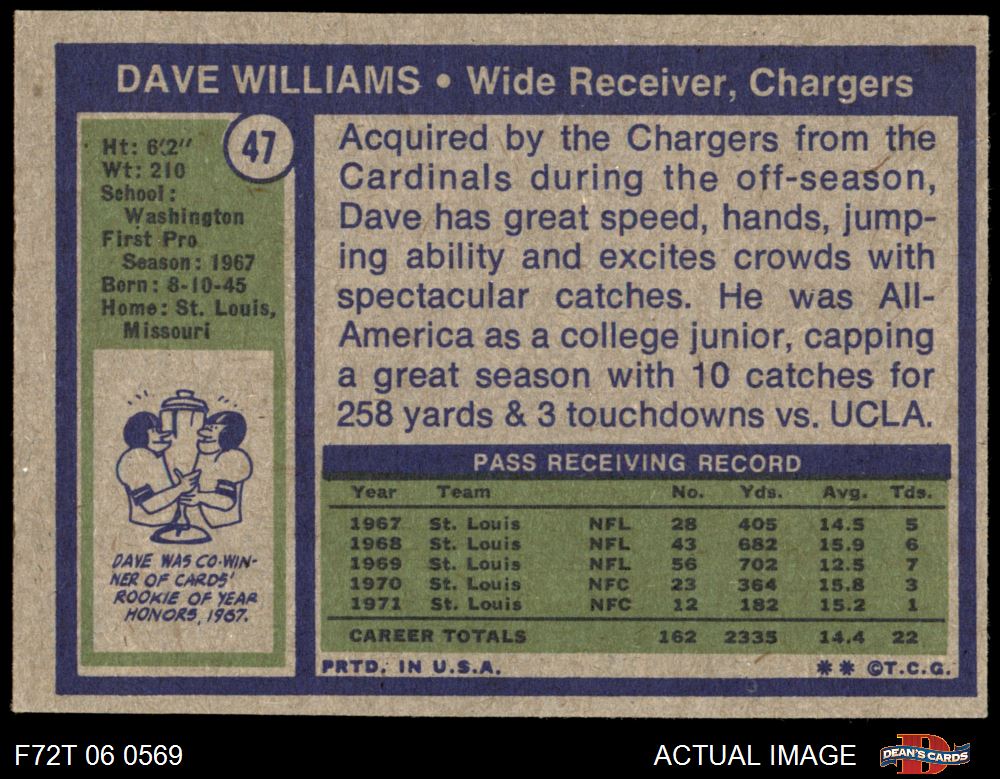 DAVE WILLIAMS • Wide Receiver, Chargers
47
Ht: 6'2"
Wt: 210
School:
Washington
First Pro
Season: 1967
Born: 8-10-45
Home: St. Louis,
Missouri
DAVE WAS CO-WIN-
NER OF CARDS'
ROOKIE OF YEAR
HONORS, 1967.
Acquired by the Chargers from the
Cardinals during the off-season,
Dave has great speed, hands, jump-
ing ability and excites crowds with
spectacular catches. He was All-
America as a college junior, capping
a great season with 10 catches for
258 yards & 3 touchdowns vs. UCLA.
PASS RECEIVING RECORD
Year Team No. Yds. Avg. Tds.
1967 St. Louis NFL 28 405 14.5 5
1968 St. Louis NFL 43 682 15.9 6
1969 St. Louis NFL 56 702 12.5 7
1970 St. Louis NFC 23 364 15.8 3
1971 St. Louis NFC 12 182 15.2 1
CAREER TOTALS 162 2335 14.4 22
PRTD. IN U.S.A. ** ©T.C.G.
F72T 06 0569 ACTUAL IMAGE DEAN'S CARDS